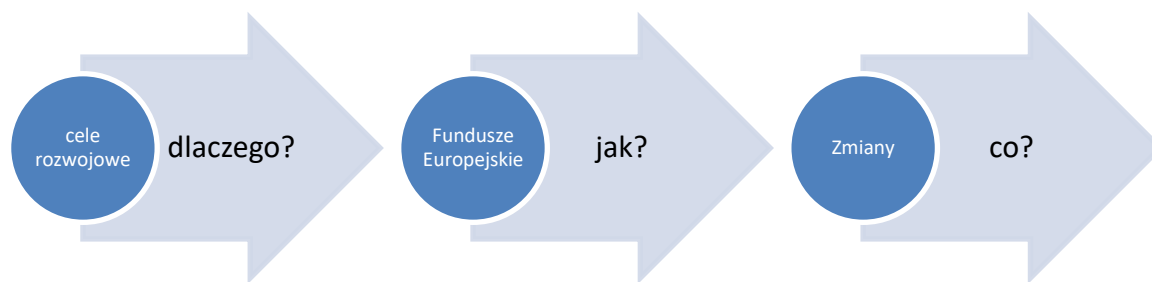 cele
rozwojowe
dlaczego?
Fundusze
Europejskie
jak?
Zmiany
co?